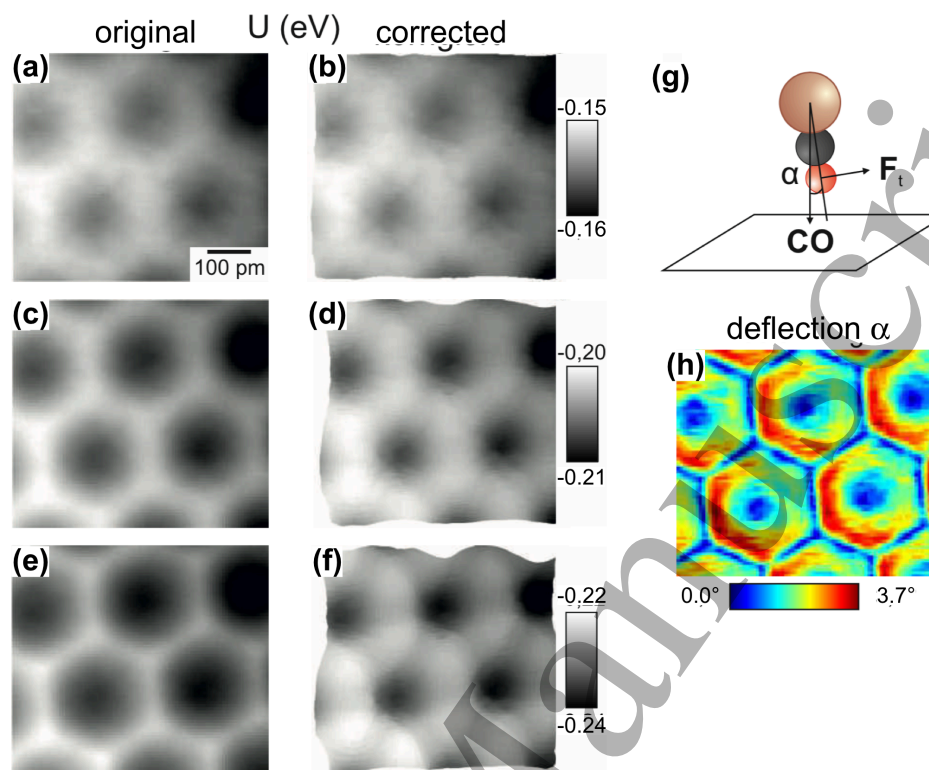 original U (eV) corrected
(a) (b) (g)
-0.15
α F t
-0.16
CO
100 pm
(c) (d)
deflection α
-0,20
(h)
-0.21
(e) (f)
-0.22
0.0° 3.7°
-0.24
Manuscri